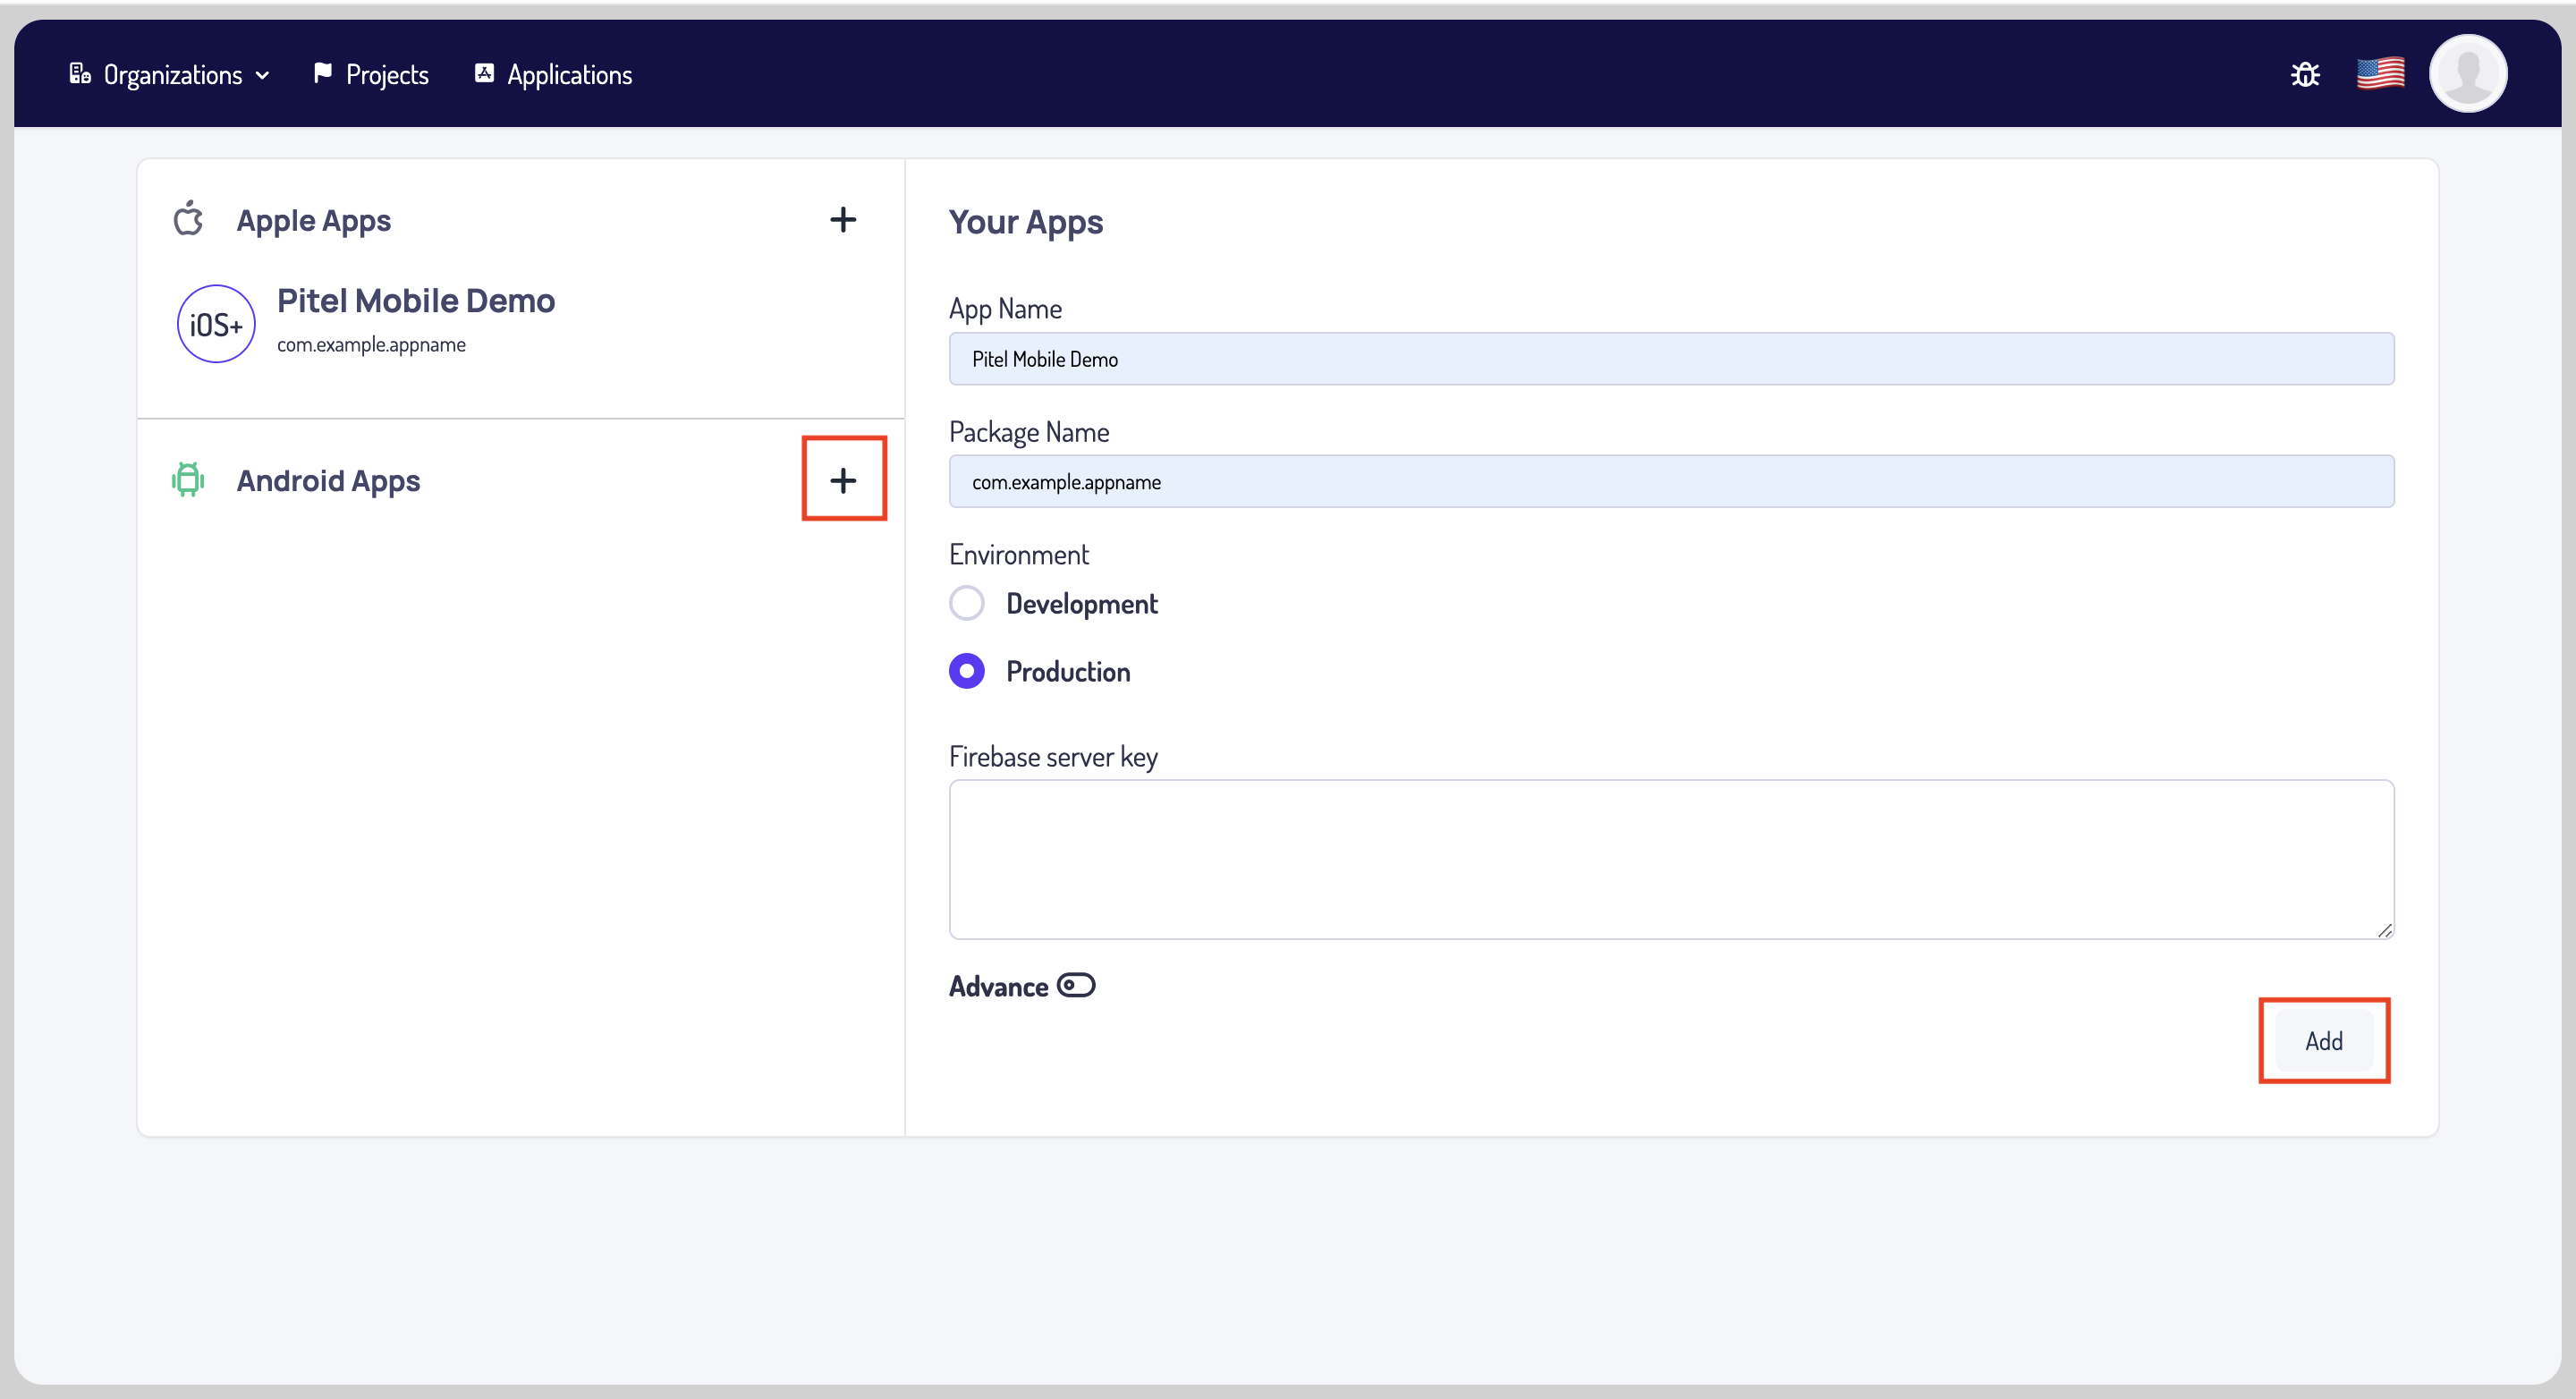 Organizations
Projects
Applications
Apple Apps
iOS+
Pitel Mobile Demo
com.example.appname
Android Apps
Your Apps
App Name
Pitel Mobile Demo
Package Name
com.example.appname
Environment
Development
Production
Firebase server key
Advance
Add